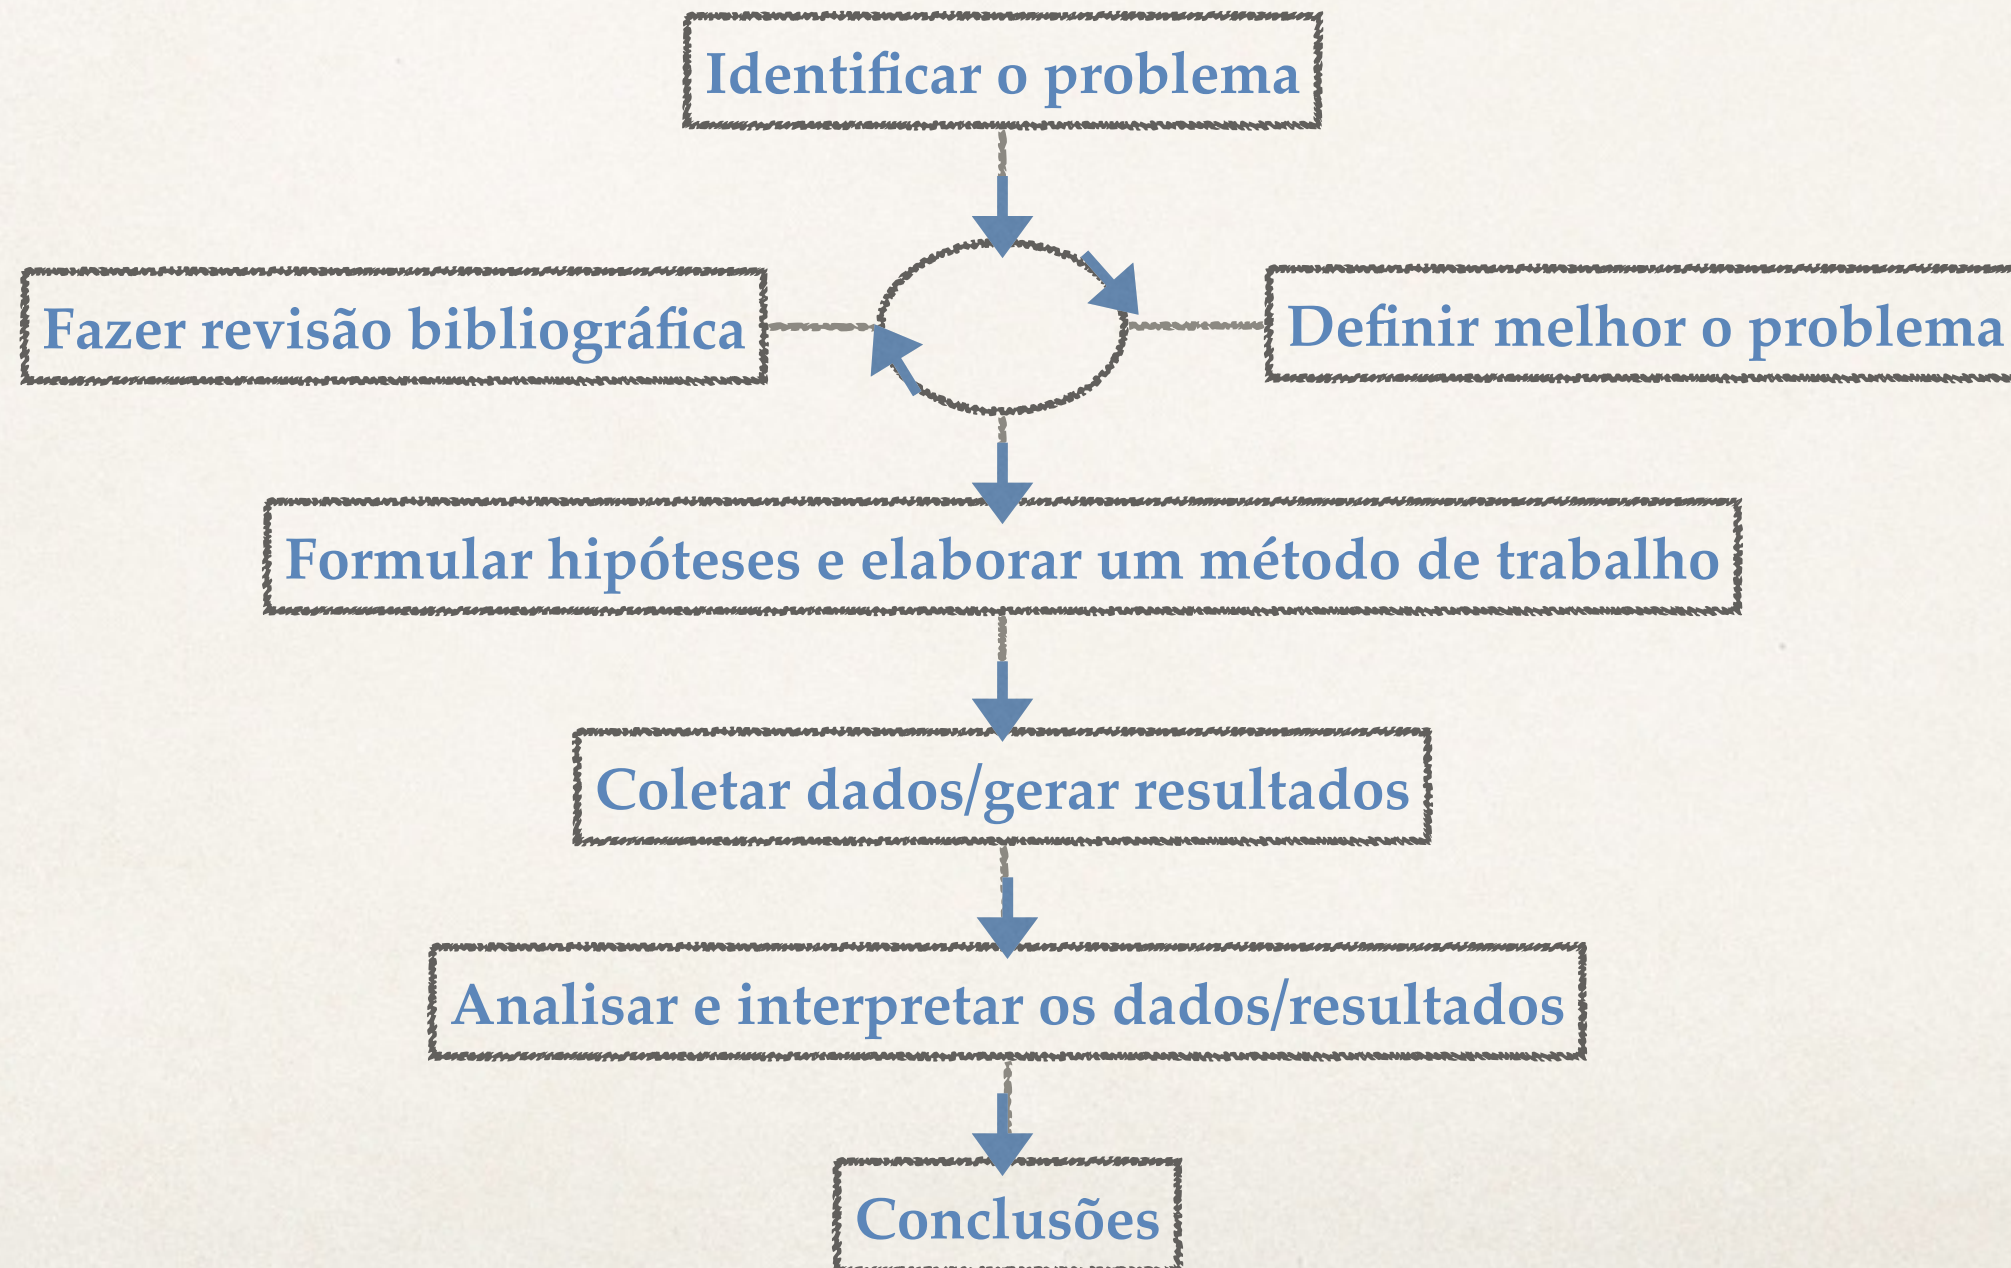 Identificar o problema
Fazer revisão bibliográfica
Definir melhor o problema
Formular hipóteses e elaborar um método de trabalho
Coletar dados/gerar resultados
Analisar e interpretar os dados/resultados
Conclusões